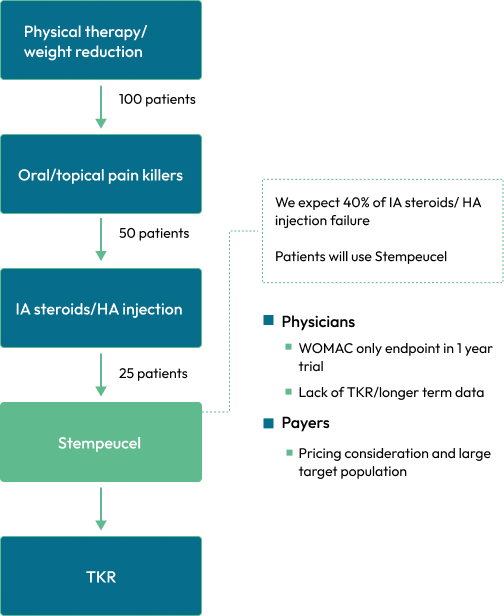 Physical therapy/
weight reduction
100 patients
Oral/topical pain killers
50 patients
IA steroids/HA injection
25 patients
Stempeucel
TKR
We expect 40% of IA steroids/ HA
injection failure
Patients will use Stempeucel
Physicians
WOMAC only endpoint in 1 year
trial
Lack of TKR/longer term data
Payers
Pricing consideration and large
target population